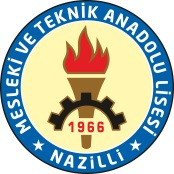 MESLEKİ VE TEKNİK ANADOLU LİSESİ
1966
★ NAZİLLİ ★